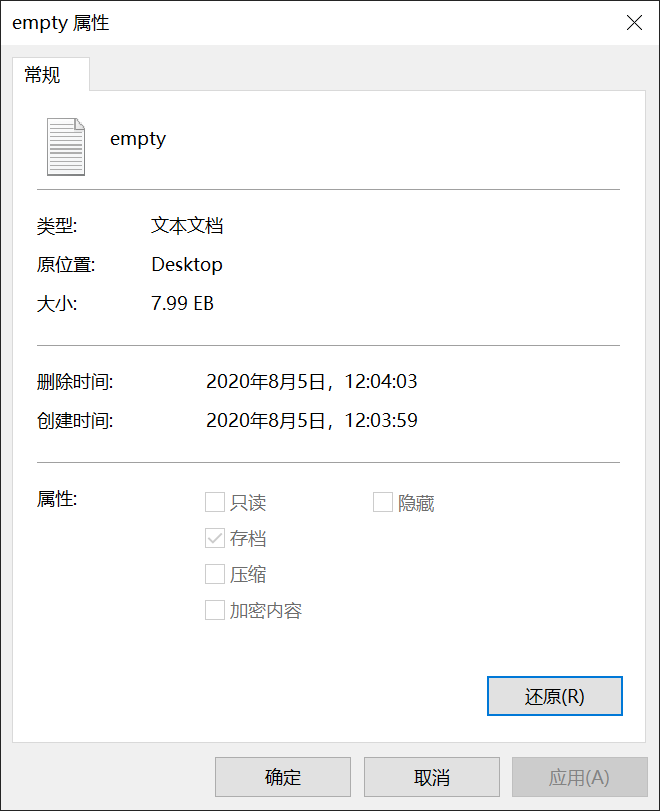 empty 属性
常规
empty
类型: 文本文档
原位置: Desktop
大小: 7.99 EB
删除时间: 2020年8月5日，12:04:03
创建时间: 2020年8月5日，12:03:59
属性: 只读 隐藏
存档
压缩
加密内容
还原(R)
确定 取消 应用(A)